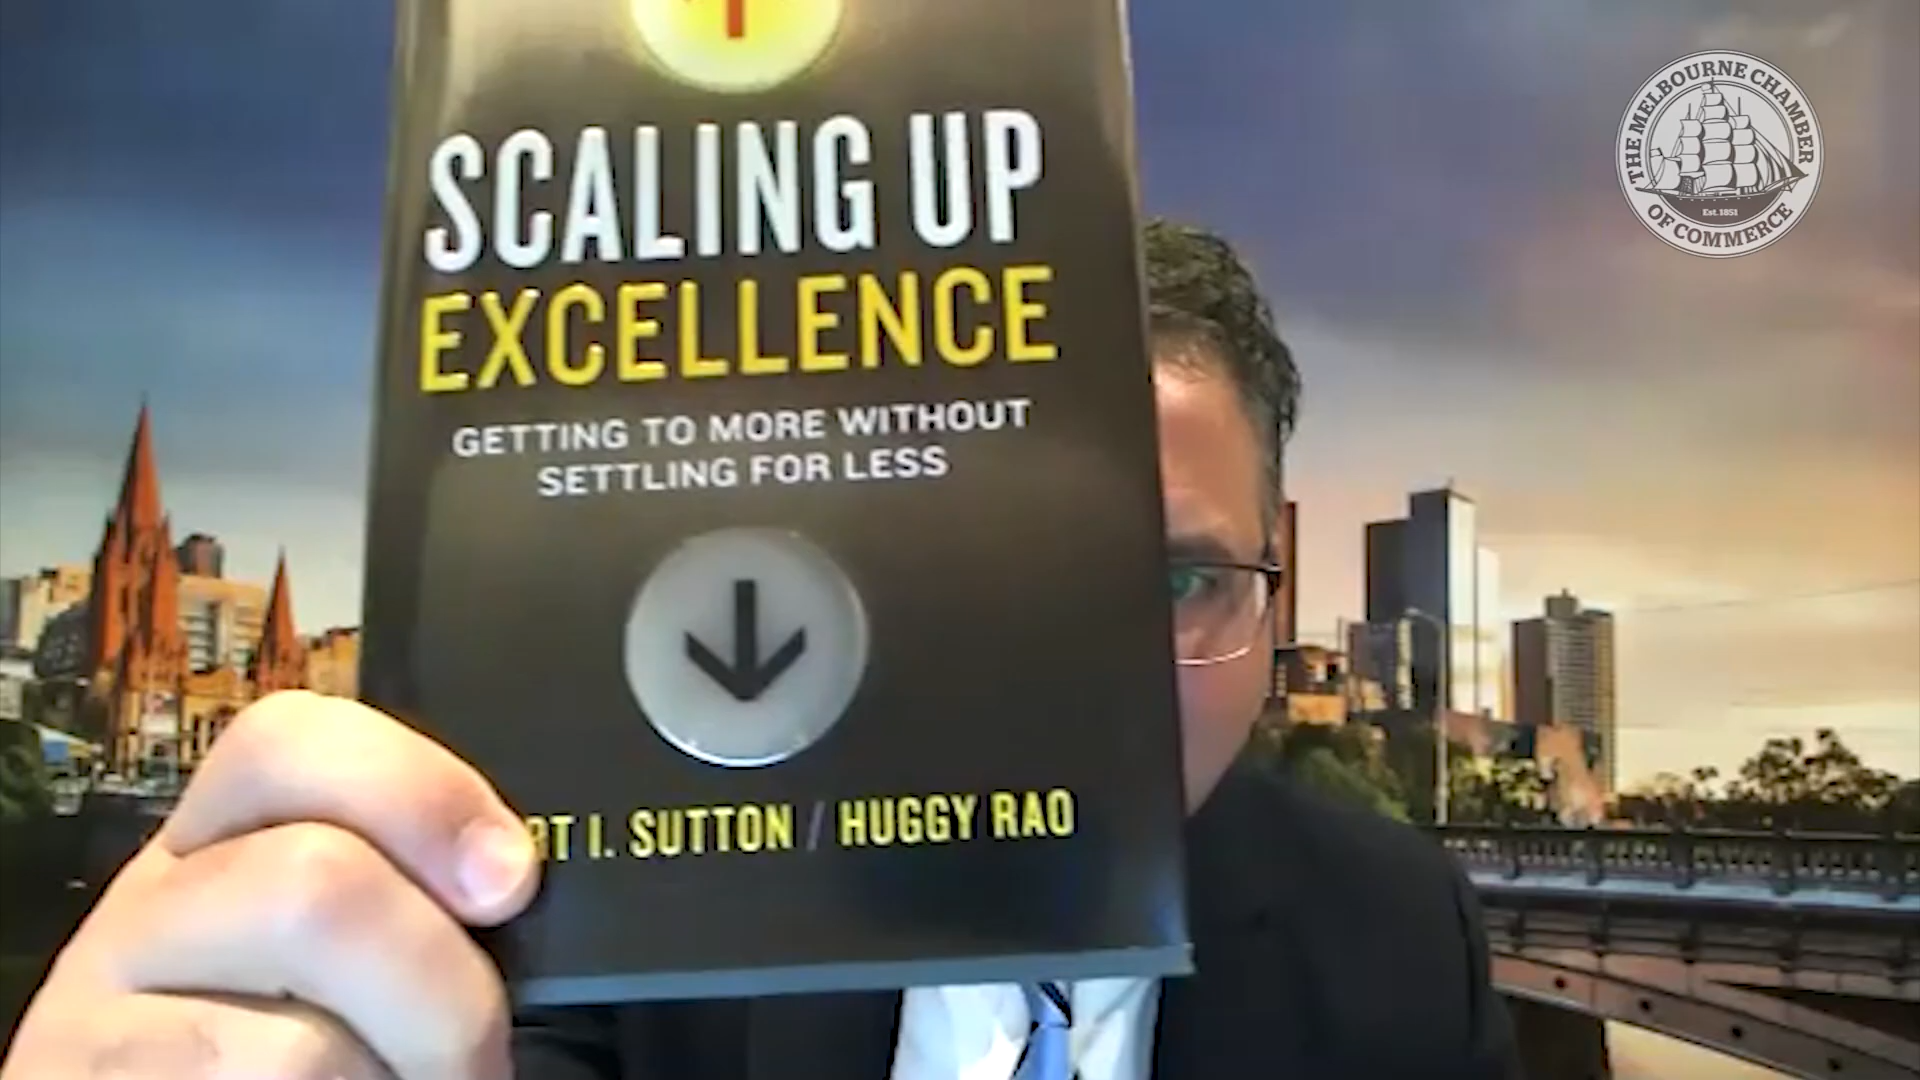 SCALING UP
EXCELLENCE
GETTING TO MORE WITHOUT
SETTLING FOR LESS
RT I. SUTTON / HUGGY RAO
THE MELBOURNE CHAMBER
OF COMMERCE
Est. 1851